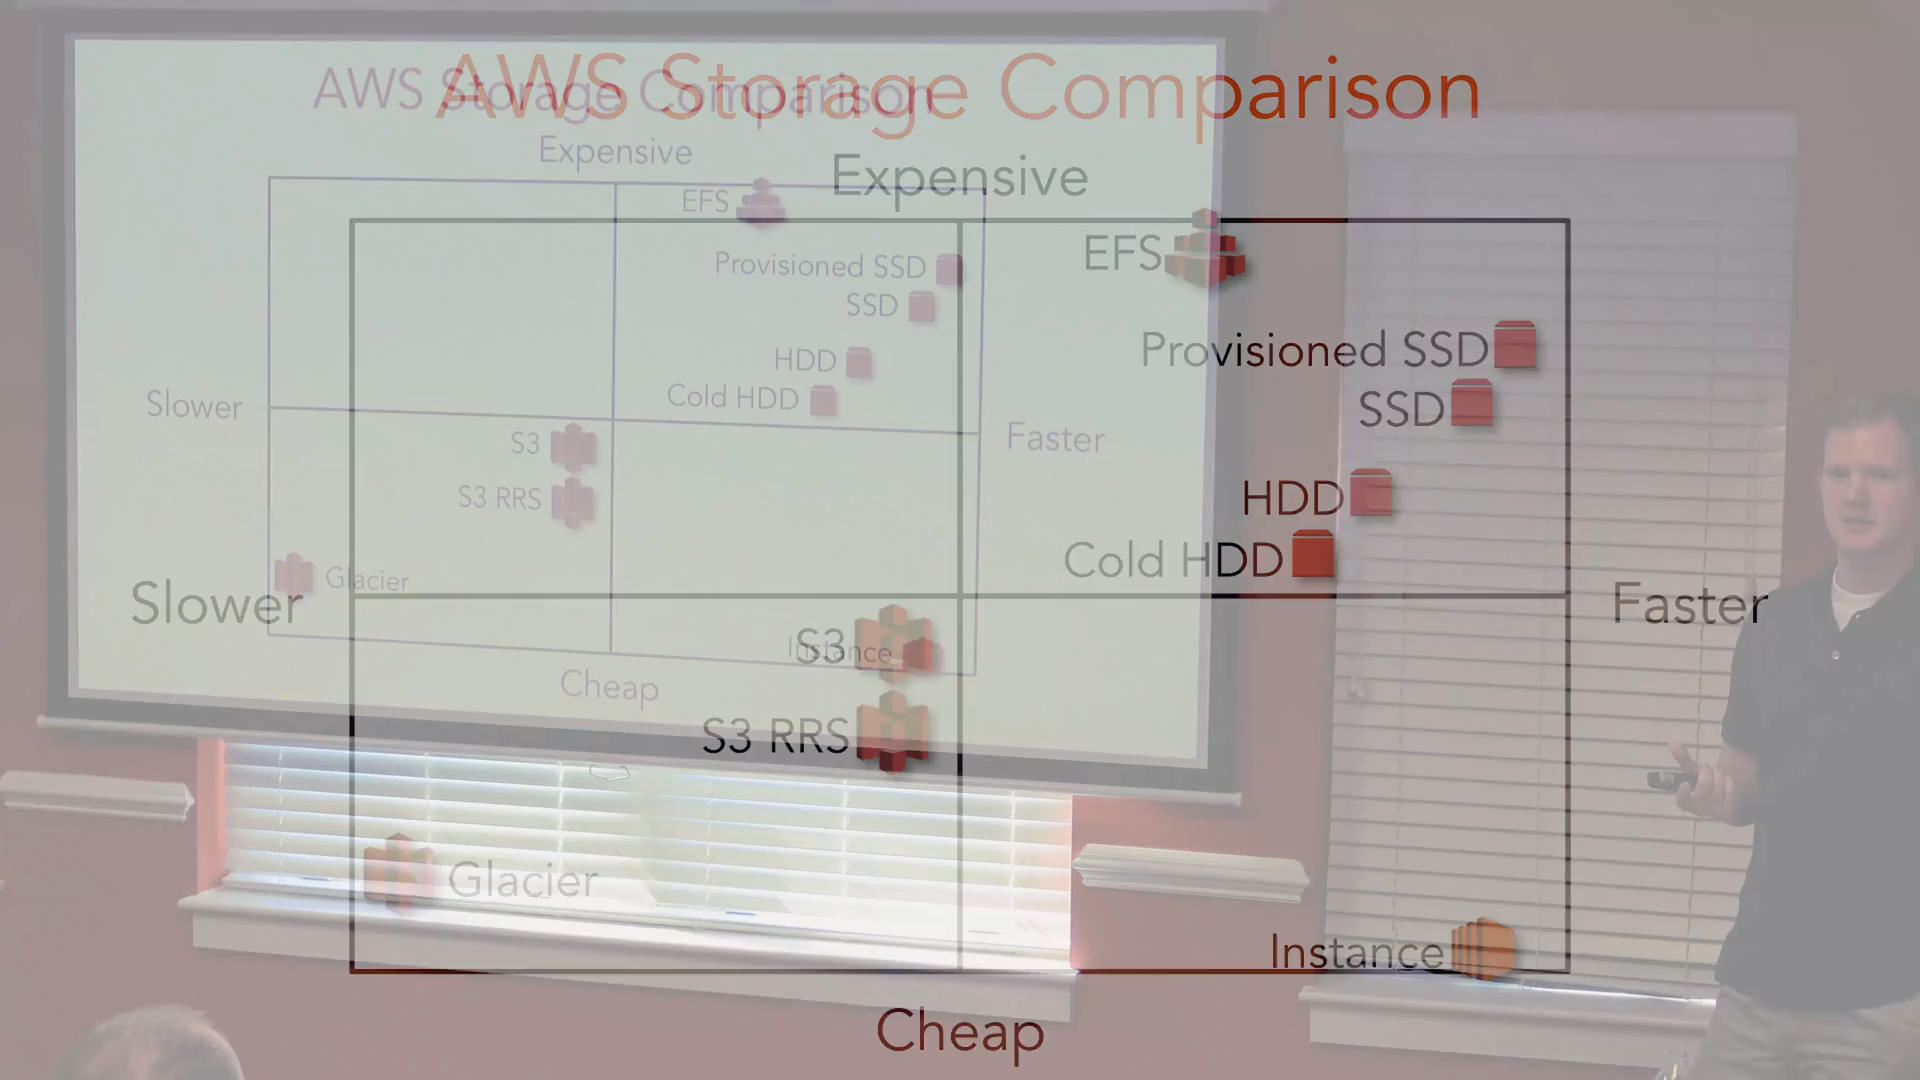 AWS Storage Comparison
Expensive
EFS
Provisioned SSD
SSD
HDD
Cold HDD
Slower
Faster
S3
S3 RRS
Glacier
Instance
Cheap
AWS Storage Comparison
Expensive
EFS
Provisioned SSD
SSD
HDD
Cold HDD
Slower
Faster
S3
S3 RRS
Glacier
Instance
Cheap